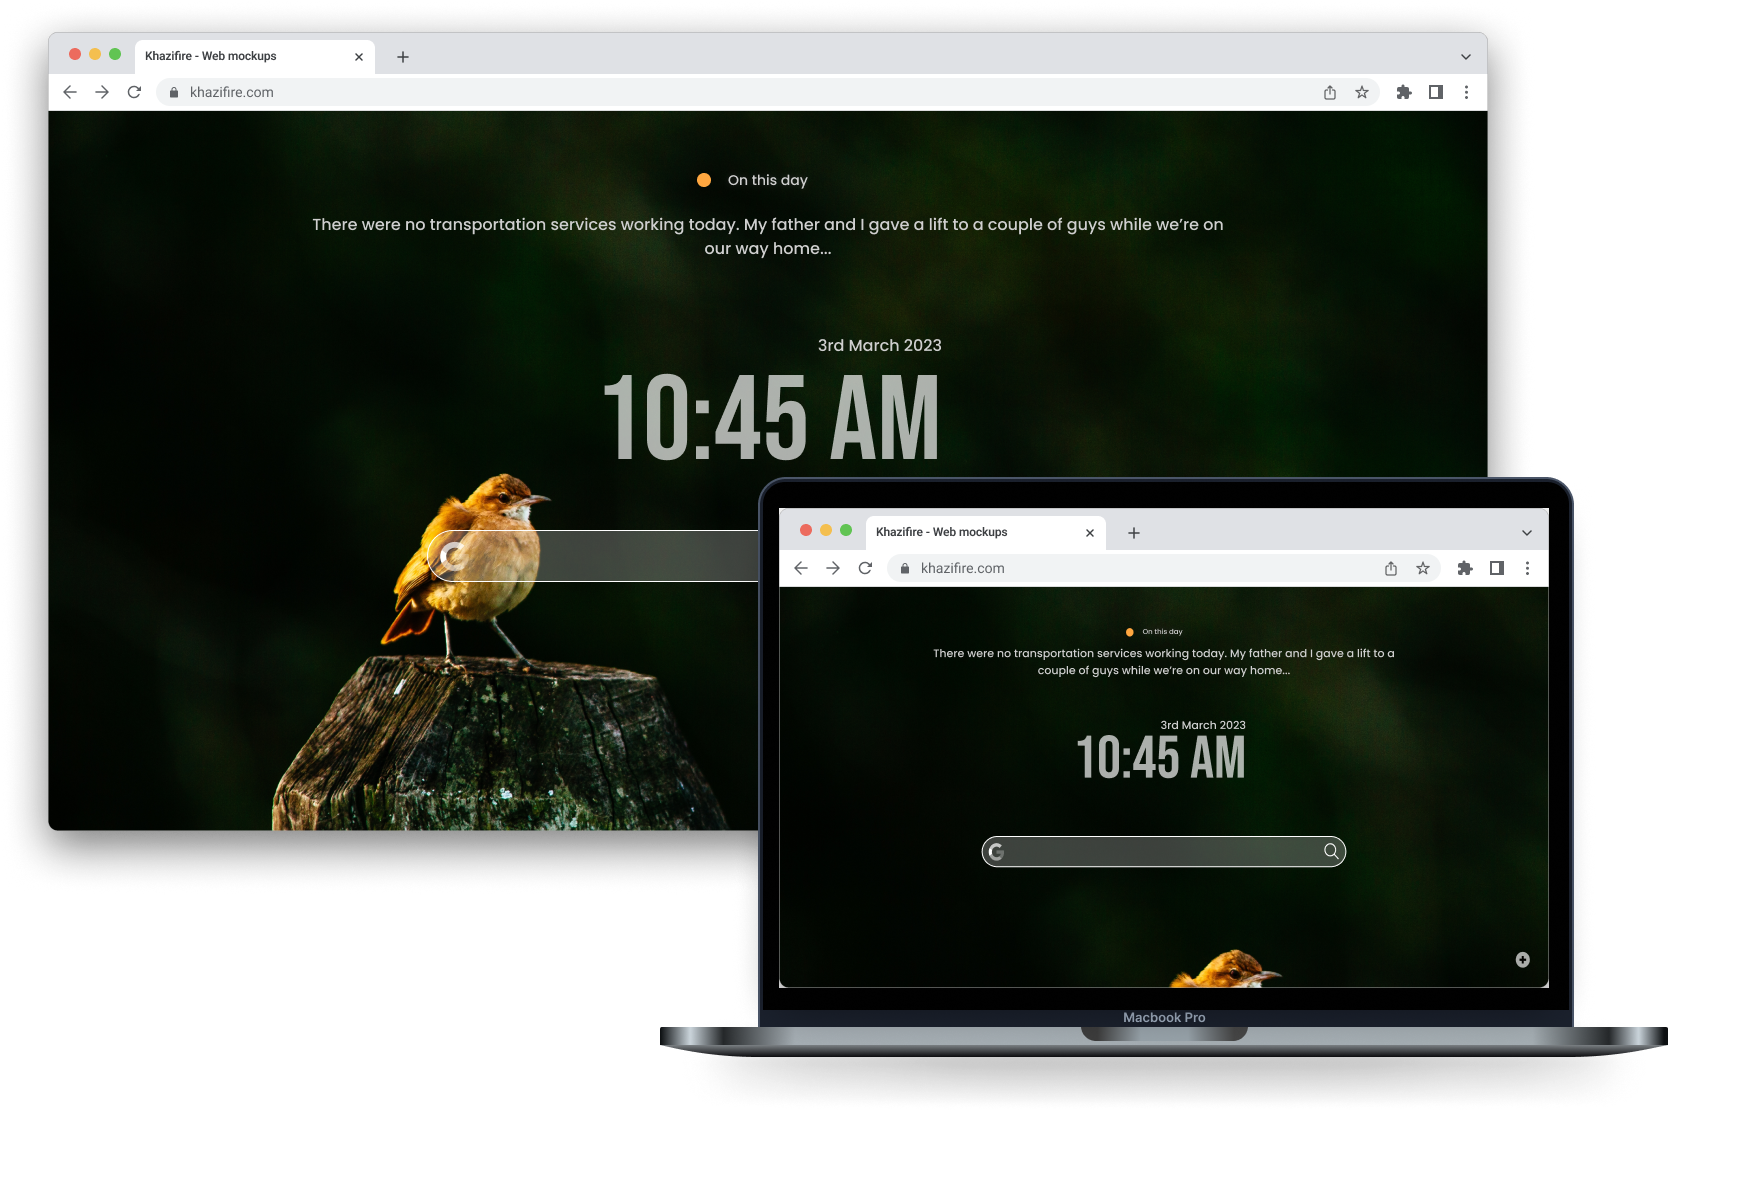 Khazifire - Web mockups
khazifire.com
On this day
There were no transportation services working today. My father and I gave a lift to a couple of guys while we’re on
our way home...
3rd March 2023
10:45 AM
G
Khazifire - Web mockups
khazifire.com
On this day
There were no transportation services working today. My father and I gave a lift to a
couple of guys while we’re on our way home...
3rd March 2023
10:45 AM
G
Macbook Pro